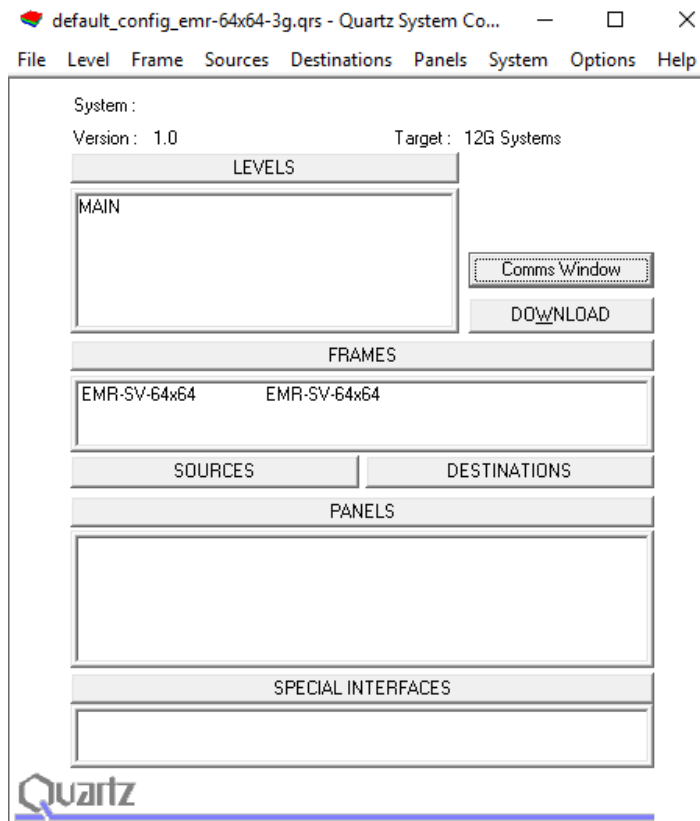 default_config_emr-64x64-3g.qrs - Quartz System Co...
File Level Frame Sources Destinations Panels System Options Help
System :
Version : 1.0 Target : 12G Systems
LEVELS
MAIN
Comms Window
DOWNLOAD
FRAMES
EMR-SV-64x64 EMR-SV-64x64
SOURCES DESTINATIONS
PANELS
SPECIAL INTERFACES
Quartz